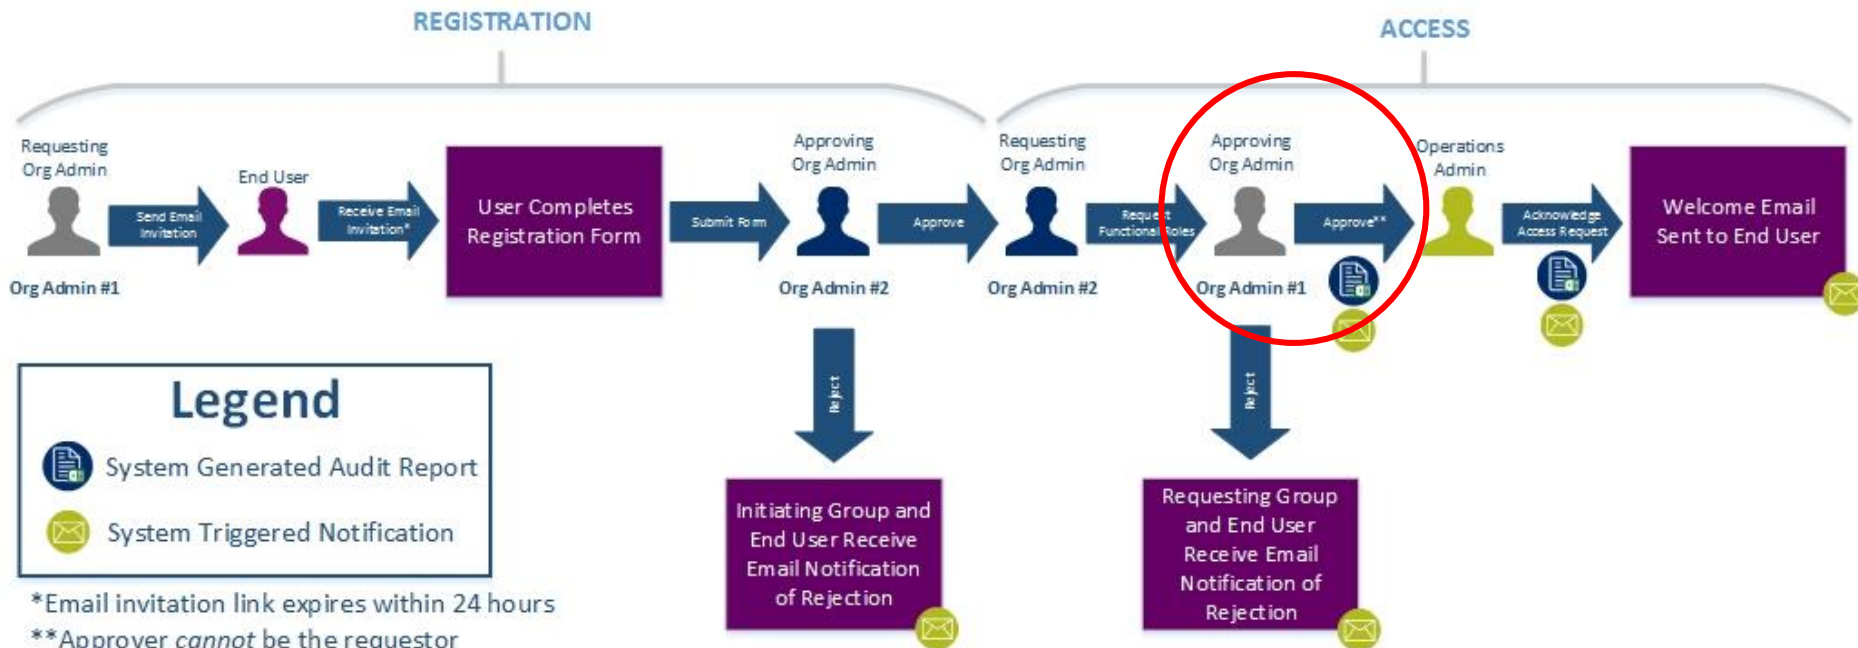 REGISTRATION
ACCESS
Requesting
Org Admin
Org Admin #1
Send Email
Invitation
End User
Receive Email
Invitation*
User Completes
Registration Form
Submit Form
Approving
Org Admin
Org Admin #2
Approve
Requesting
Org Admin
Org Admin #2
Request
Functional Roles
Approving
Org Admin
Org Admin #1
Approve**
Operations
Admin
Acknowledge
Access Request
Welcome Email
Sent to End User
Reject
Reject
Initiating Group and
End User Receive
Email Notification
of Rejection
Requesting Group
and End User
Receive Email
Notification of
Rejection
Legend
System Generated Audit Report
System Triggered Notification
*Email invitation link expires within 24 hours
**Approver cannot be the requestor